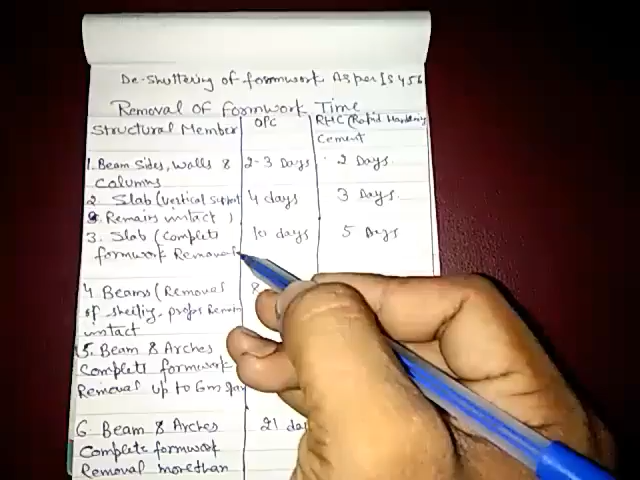 De-Shuttering of formwork As per IS 456
Removal of Formwork Time
Structural Member OPC RHC (Rapid Hardening Cement
1. Beam Sides, Walls & Columns 2-3 Days 2 Days.
2. Slab (Vertical Support Remains intact) 4 days 3 Days.
3. Slab (Complete formwork Removal 10 days 5 Days
4 Beams (Removal of sheiting, props Remain intact 8
5. Beam & Arches Complete formwork Removal up to 6m Span
6. Beam & Arches Complete formwork Removal morethan 21 da